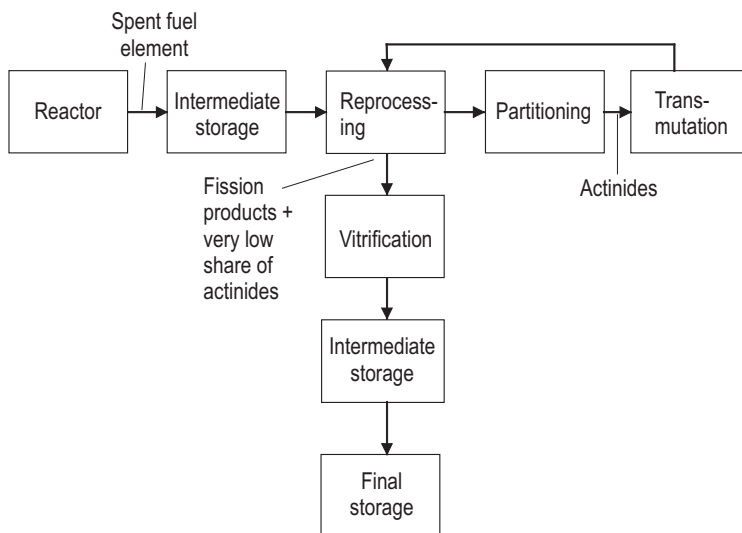 Spent fuel
element
Reactor
Intermediate
storage
Reprocess-
ing
Partitioning
Trans-
mutation
Actinides
Fission
products +
very low
share of
actinides
Vitrification
Intermediate
storage
Final
storage